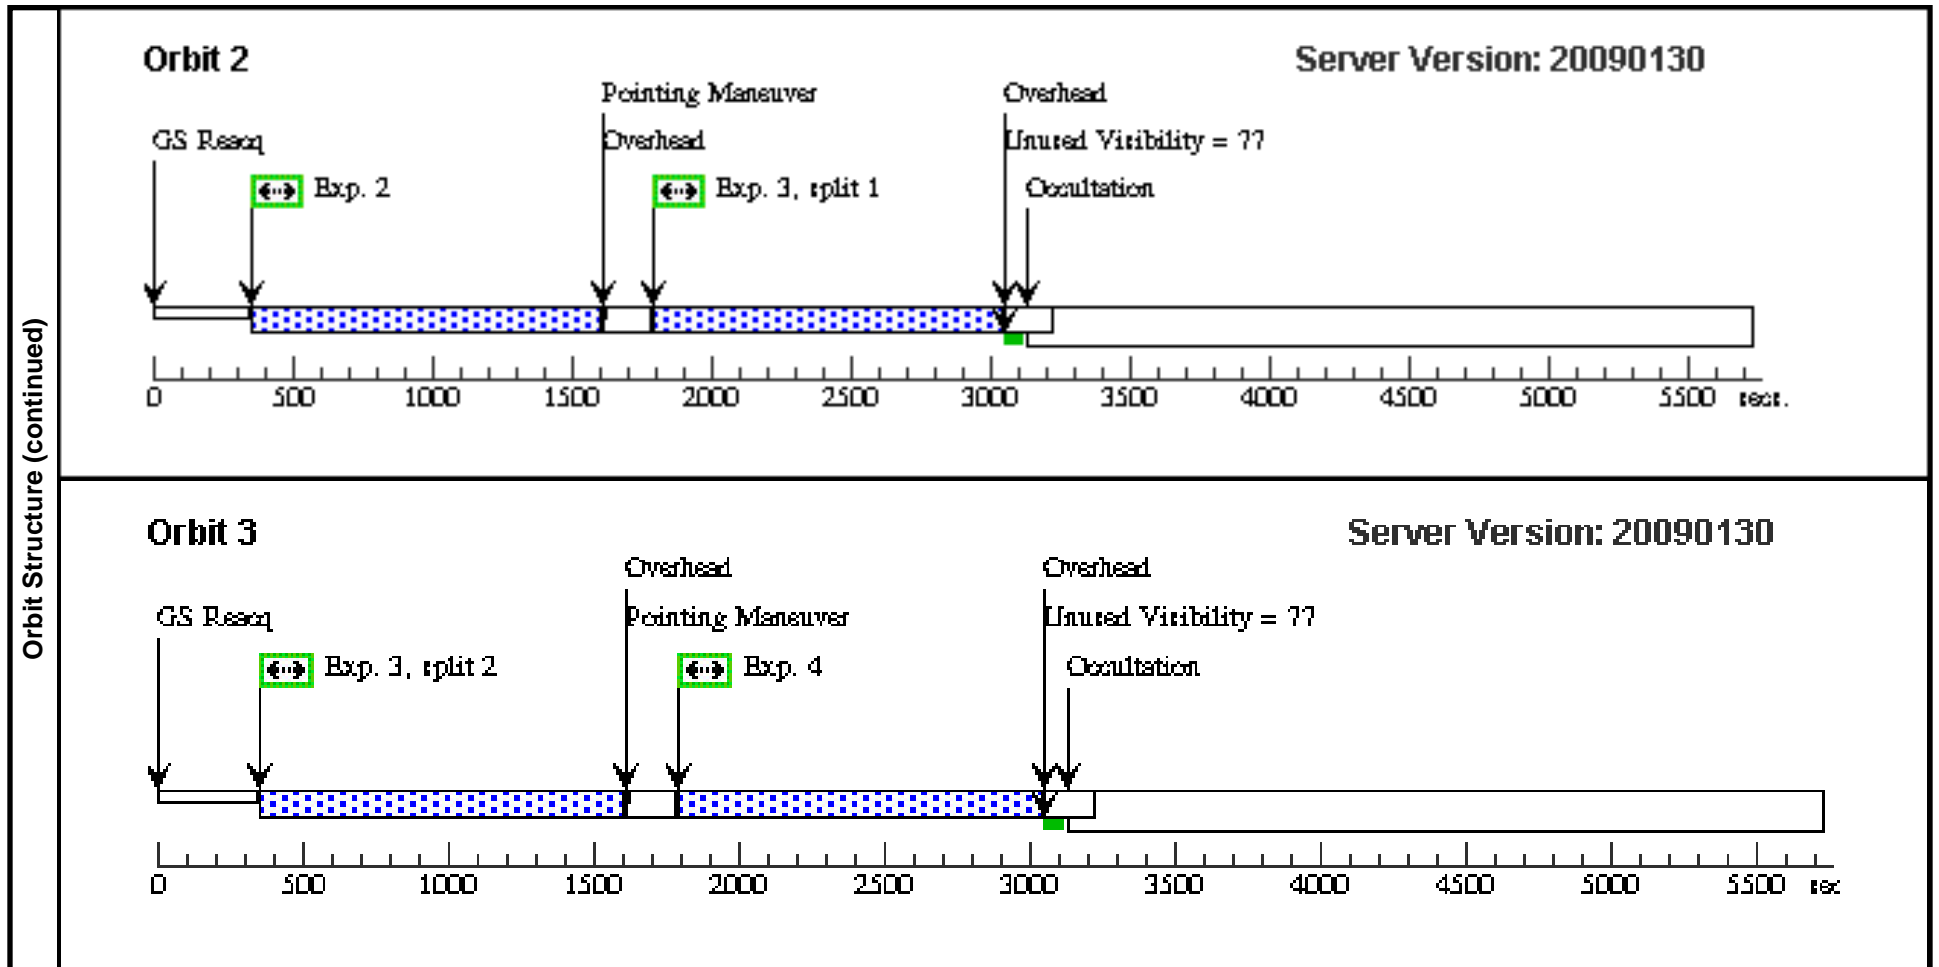 Orbit Structure (continued)
Orbit 2
Server Version: 20090130
Pointing Maneuver
Overhead
GS Reacq
Overhead
Unused Visibility = 77
Exp. 2
Exp. 3, split 1
Occultation
0 500 1000 1500 2000 2500 3000 3500 4000 4500 5000 5500 secs.
Orbit 3
Server Version: 20090130
Overhead
Overhead
GS Reacq
Pointing Maneuver
Unused Visibility = 77
Exp. 3, split 2
Exp. 4
Occultation
0 500 1000 1500 2000 2500 3000 3500 4000 4500 5000 5500 sec